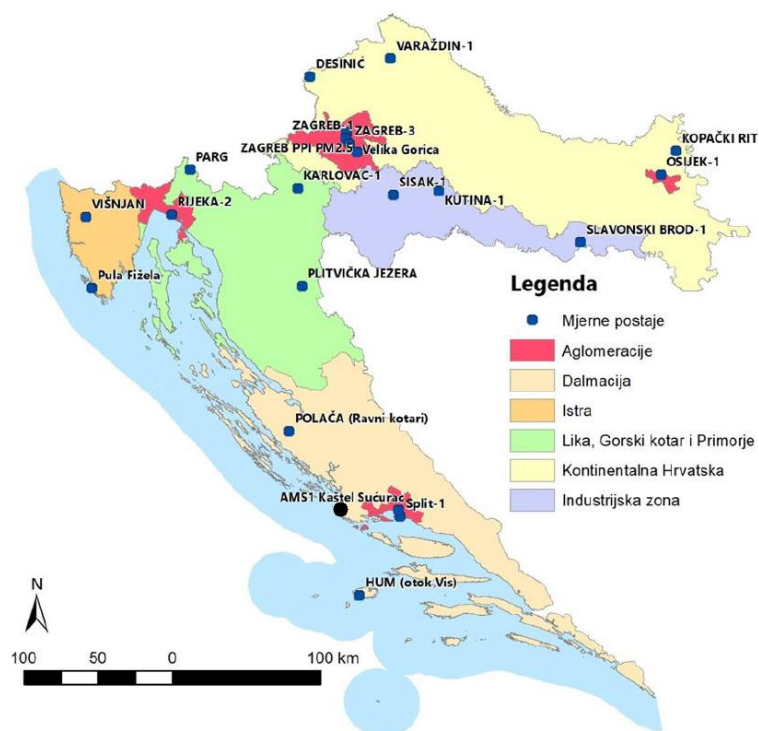 VARAŽDIN-1
DESINIĆ
ZAGREB-1
ZAGREB-3
ZAGREB PPI PM2.5
Velika Gorica
KOPAČKI RIT
OSIJEK-1
PARG
KARLOVAC-1
SISAK-1
KUTINA-1
VIŠNJAN
RIJEKA-2
SLAVONSKI BROD-1
Pula Fižela
PLITVIČKA JEZERA
Legenda
Mjerne postaje
Aglomeracije
Dalmacija
Istra
Lika, Gorski kotar i Primorje
Kontinentalna Hrvatska
Industrijska zona
POLAČA (Ravni kotari)
AMS1 Kaštel Sućurac
Split-1
HUM (otok Vis)
N
100 50 0 100 km